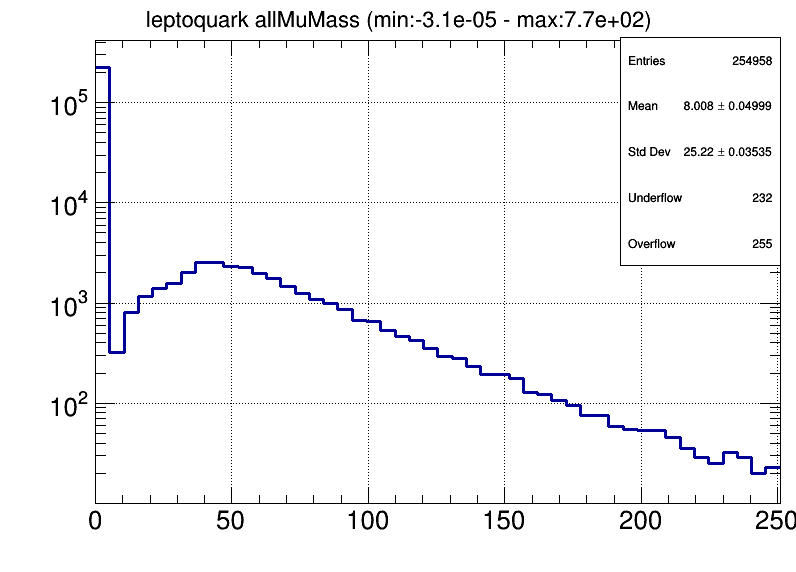 leptoquark allMuMass (min:-3.1e-05 - max:7.7e+02)
Entries 254958
Mean 8.008 ± 0.04999
Std Dev 25.22 ± 0.03535
Underflow 232
Overflow 255
10^5
10^4
10^3
10^2
0 50 100 150 200 250